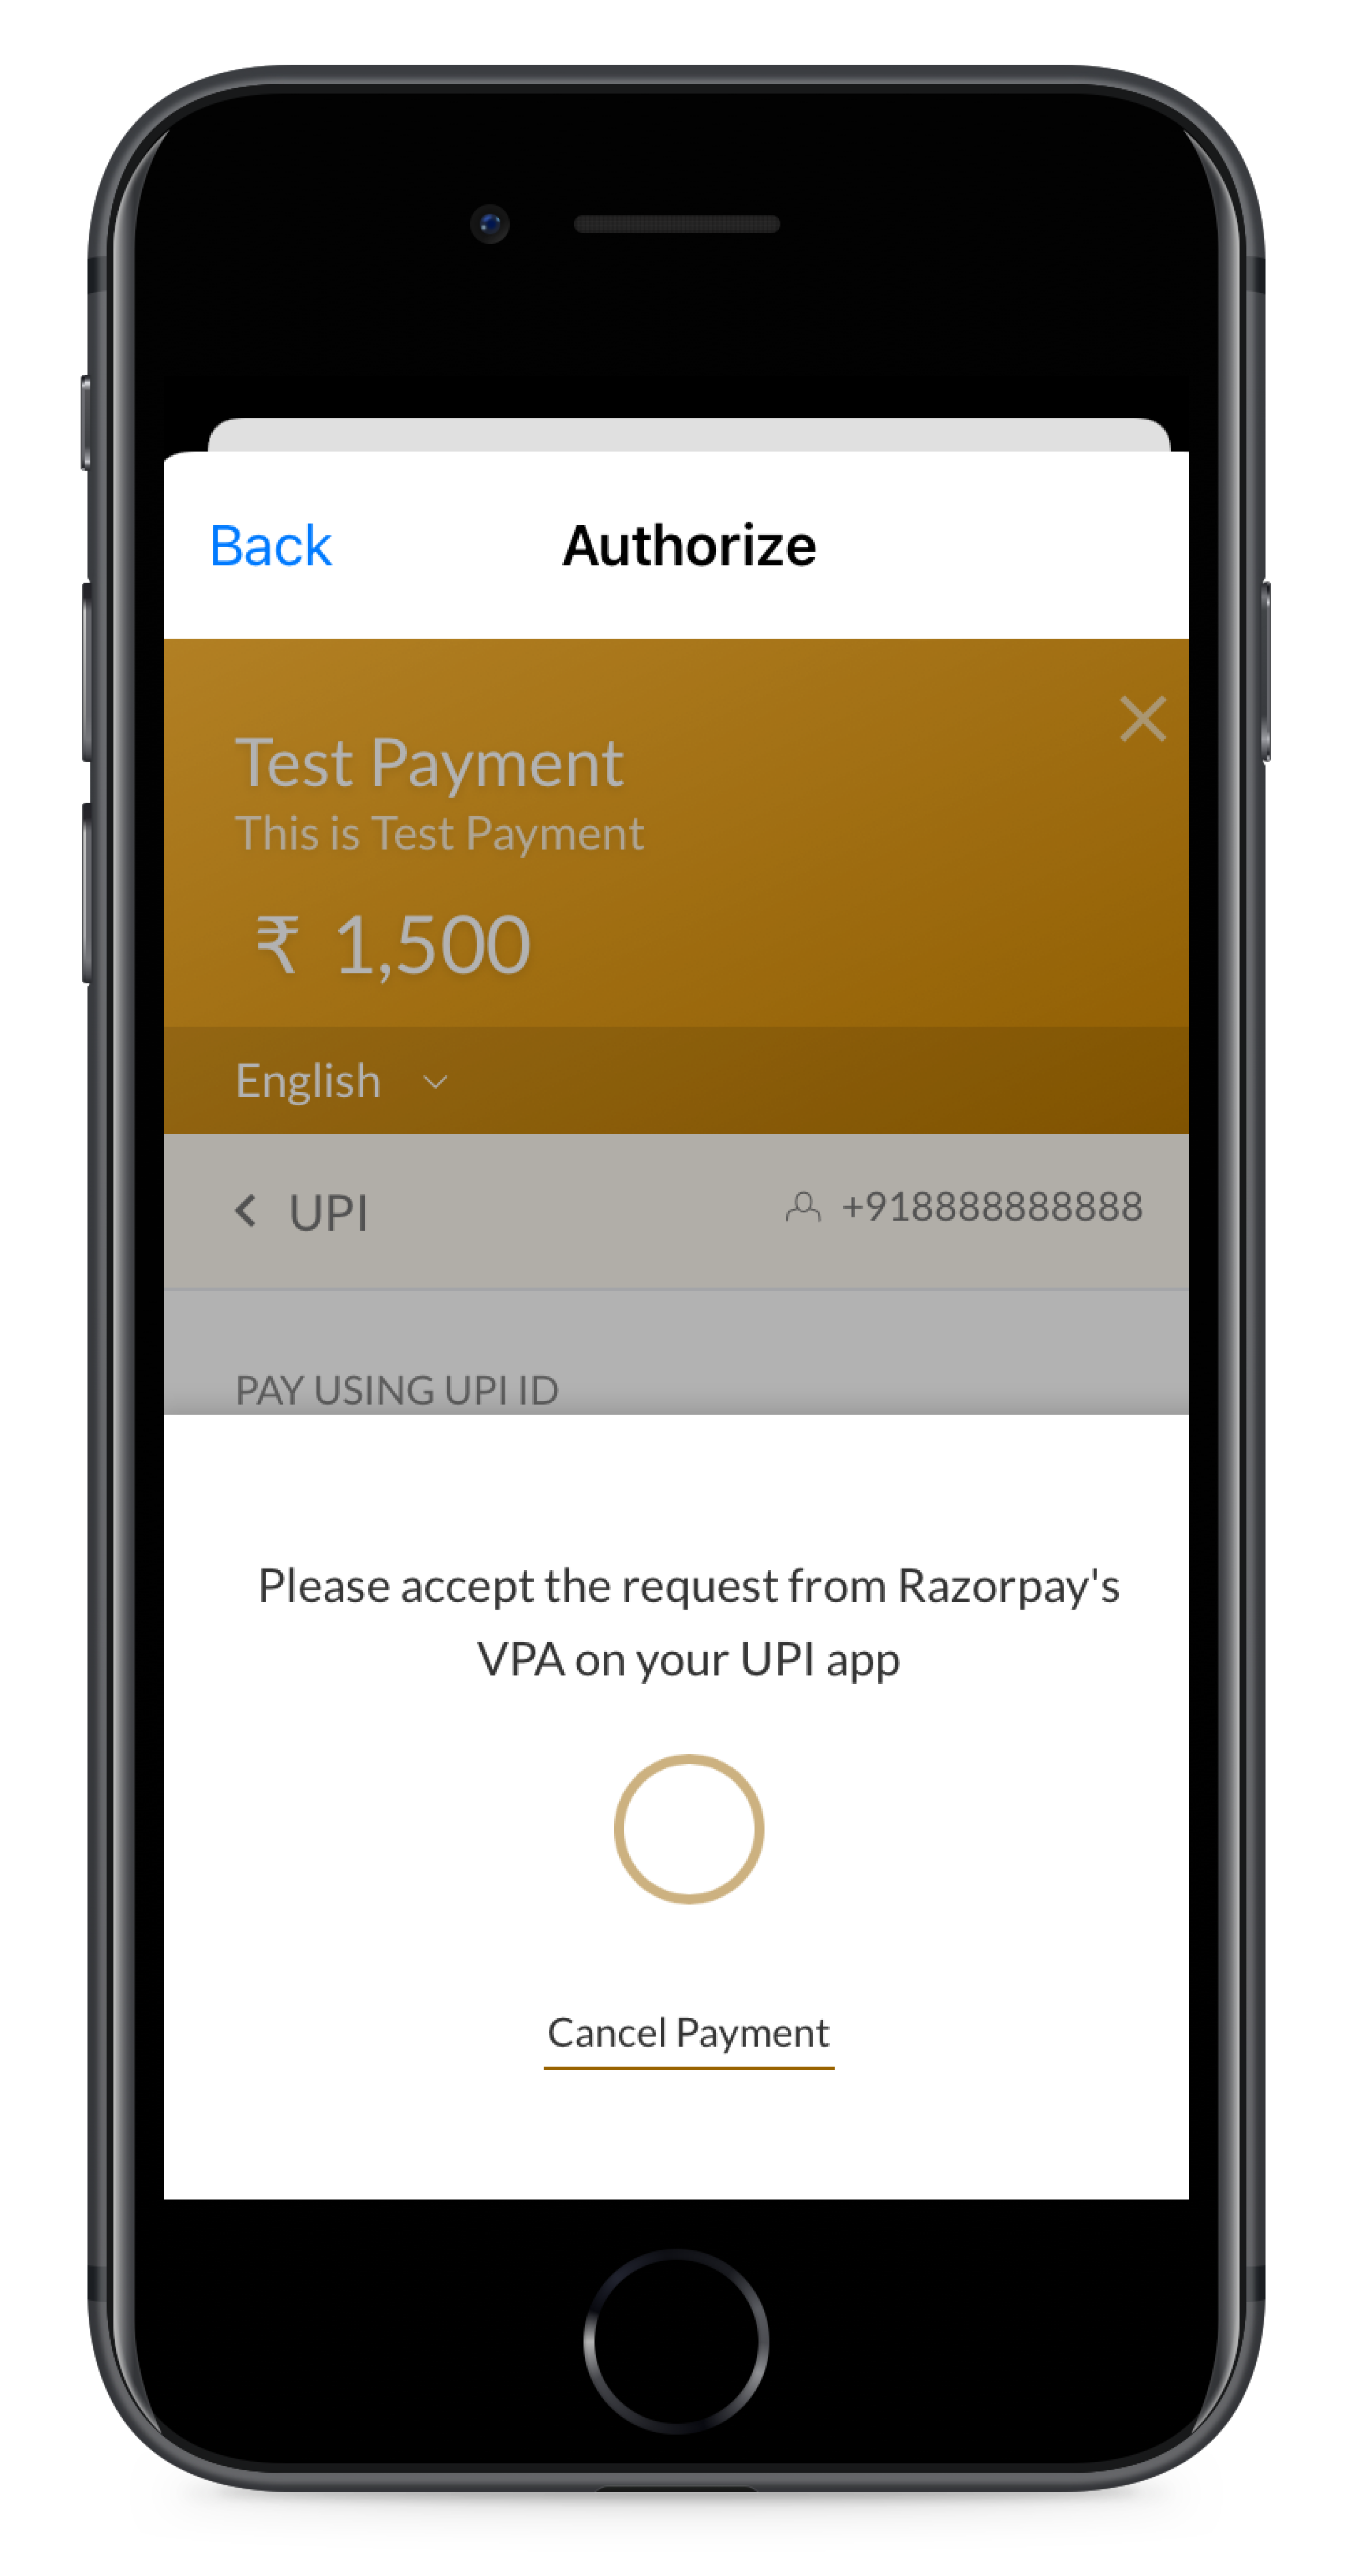 Back Authorize
Test Payment
This is Test Payment
₹ 1,500
English
UPI +918888888888
PAY USING UPI ID
Please accept the request from Razorpay's
VPA on your UPI app
Cancel Payment